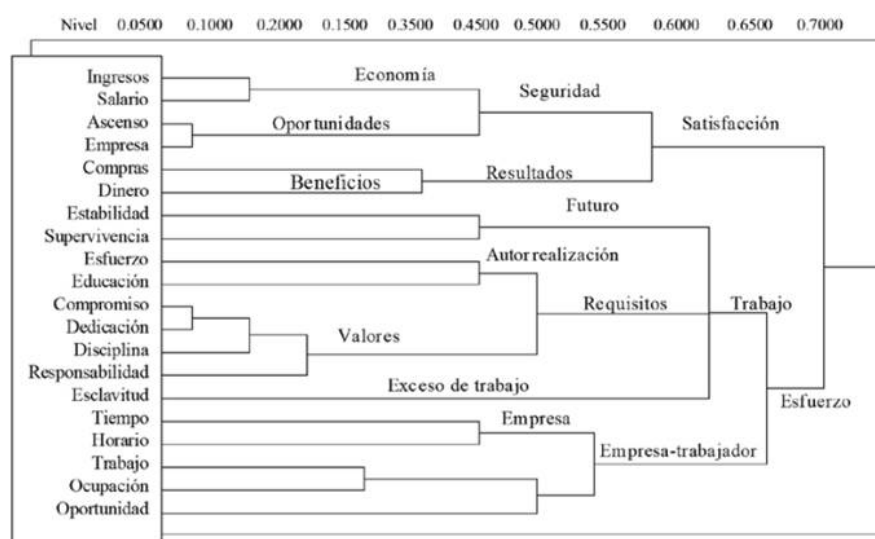 Nivel 0.0500 0.1000 0.2000 0.1500 0.3500 0.4500 0.5000 0.5500 0.6000 0.6500 0.7000
Ingresos
Economía
Salario
Seguridad
Ascenso
Oportunidades
Satisfacción
Empresa
Compras
Resultados
Beneficios
Dinero
Estabilidad
Futuro
Supervivencia
Autorrealización
Esfuerzo
Educación
Compromiso
Requisitos
Trabajo
Dedicación
Valores
Disciplina
Responsabilidad
Exceso de trabajo
Esclavitud
Esfuerzo
Tiempo
Empresa
Horario
Empresa-trabajador
Trabajo
Ocupación
Oportunidad